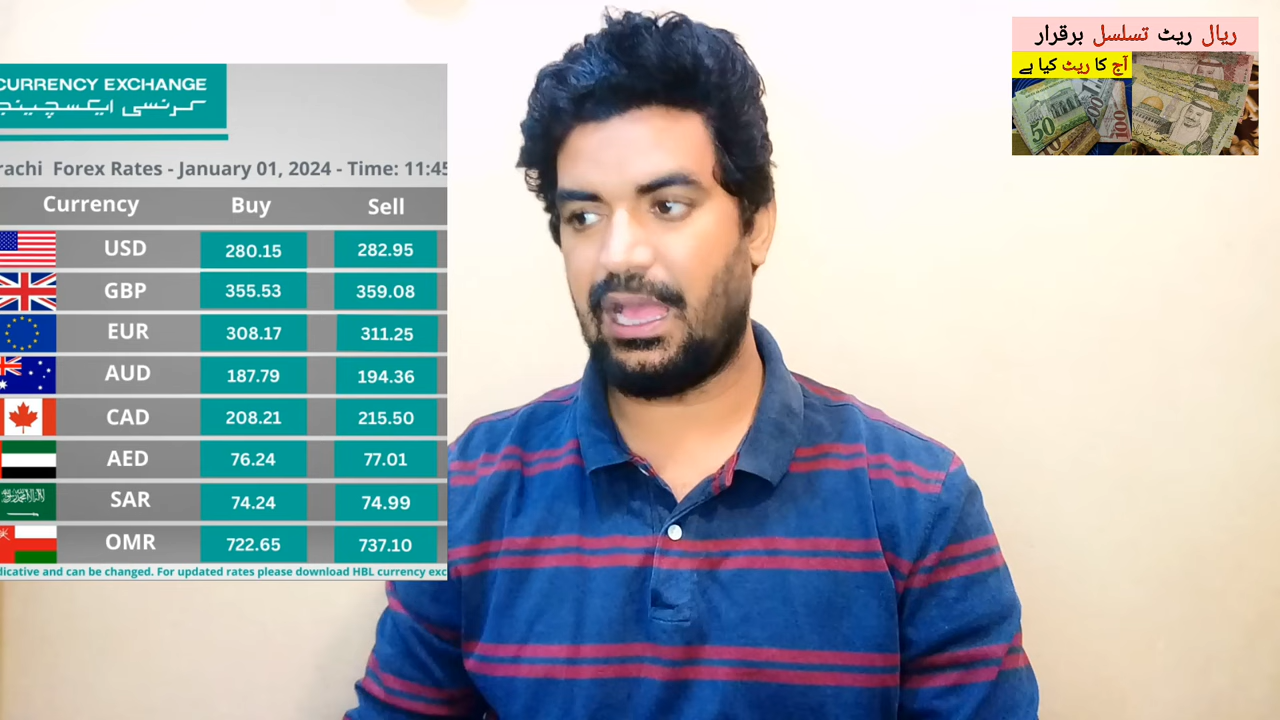 CURRENCY EXCHANGE
کرنسی ایکسچینج
rachi Forex Rates - January 01, 2024 - Time: 11:45
Currency Buy Sell
USD 280.15 282.95
GBP 355.53 359.08
EUR 308.17 311.25
AUD 187.79 194.36
CAD 208.21 215.50
AED 76.24 77.01
SAR 74.24 74.99
OMR 722.65 737.10
dicative and can be changed. For updated rates please download HBL currency exc
ریال ریٹ تسلسل برقرار
آج کا ریٹ کیا ہے
50
200
100